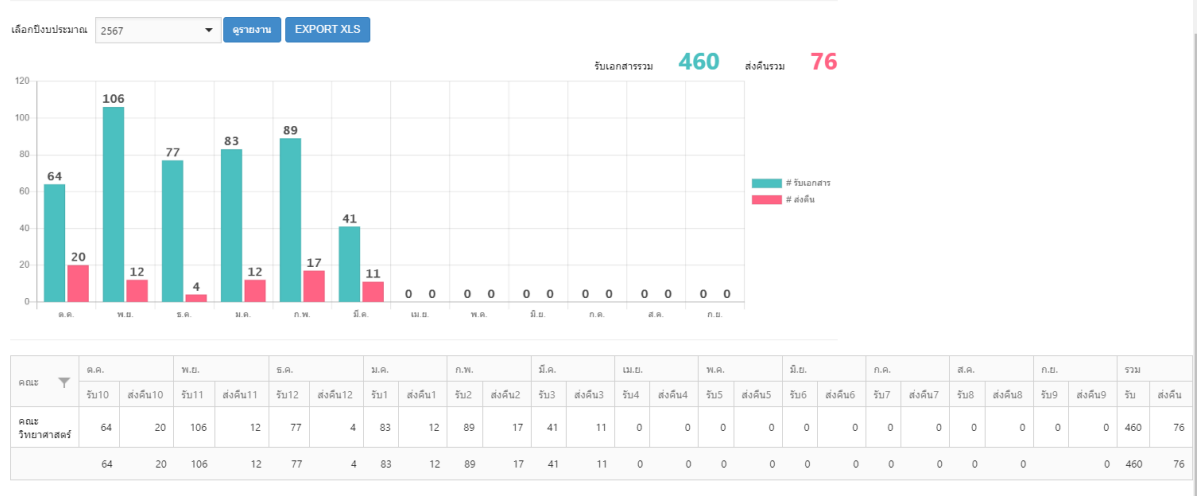 เลือกปีงบประมาณ 2567 ดูรายงาน EXPORT XLS
รับเอกสารรวม 460 ส่งคืนรวม 76
120
100
80
60
40
20
0
64 106 77 83 89 41 0 0 0 0 0 0
20 12 4 12 17 11 0 0 0 0 0 0
# รับเอกสาร
# ส่งคืน
ต.ค. พ.ย. ธ.ค. ม.ค. ก.พ. มี.ค. เม.ย. พ.ค. มิ.ย. ก.ค. ส.ค. ก.ย.
คณะ ต.ค. พ.ย. ธ.ค. ม.ค. ก.พ. มี.ค. เม.ย. พ.ค. มิ.ย. ก.ค. ส.ค. ก.ย. รวม
รับ10 ส่งคืน10 รับ11 ส่งคืน11 รับ12 ส่งคืน12 รับ1 ส่งคืน1 รับ2 ส่งคืน2 รับ3 ส่งคืน3 รับ4 ส่งคืน4 รับ5 ส่งคืน5 รับ6 ส่งคืน6 รับ7 ส่งคืน7 รับ8 ส่งคืน8 รับ9 ส่งคืน9 รับ ส่งคืน
คณะ
วิทยาศาสตร์ 64 20 106 12 77 4 83 12 89 17 41 11 0 0 0 0 0 0 0 0 0 0 0 0 460 76
64 20 106 12 77 4 83 12 89 17 41 11 0 0 0 0 0 0 0 0 0 0 0 460 76